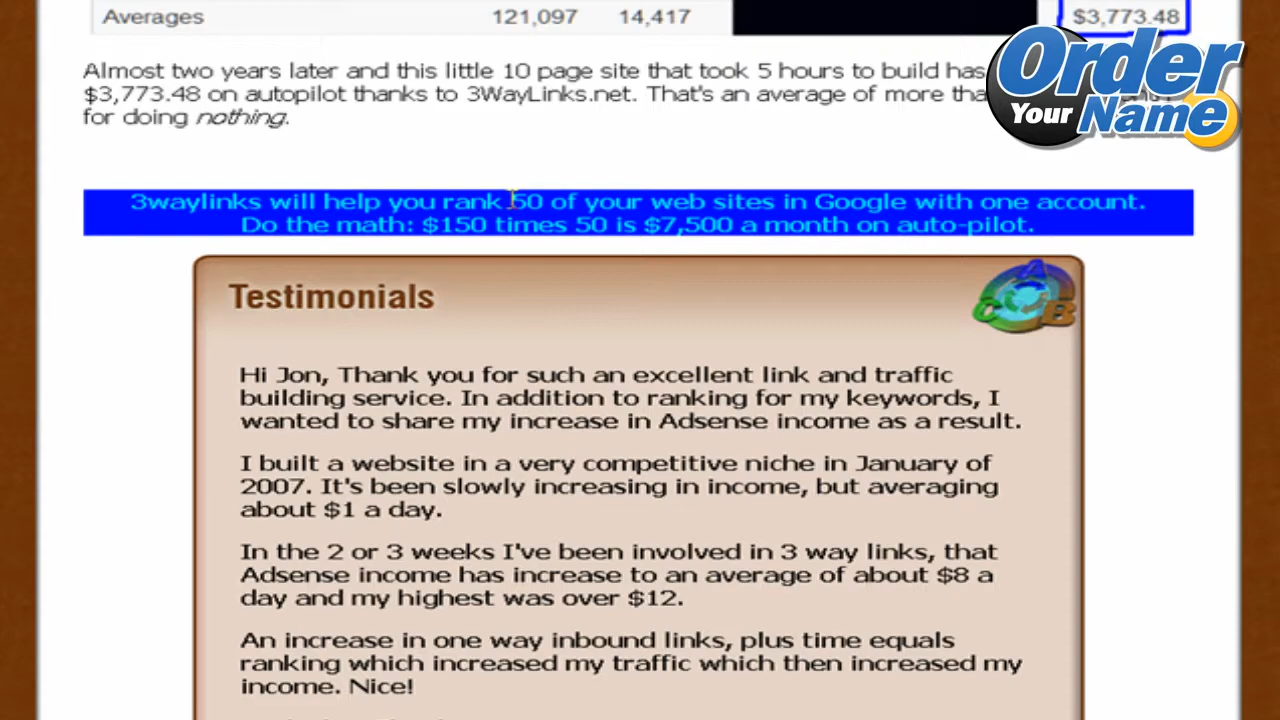 Averages 121,097 14,417 $3,773.48
Order
Your Name
Almost two years later and this little 10 page site that took 5 hours to build has
$3,773.48 on autopilot thanks to 3WayLinks.net. That's an average of more
for doing nothing.
3waylinks will help you rank 50 of your web sites in Google with one account.
Do the math: $150 times 50 is $7,500 a month on auto-pilot.
Testimonials
A
C B
Hi Jon, Thank you for such an excellent link and traffic
building service. In addition to ranking for my keywords, I
wanted to share my increase in Adsense income as a result.
I built a website in a very competitive niche in January of
2007. It's been slowly increasing in income, but averaging
about $1 a day.
In the 2 or 3 weeks I've been involved in 3 way links, that
Adsense income has increase to an average of about $8 a
day and my highest was over $12.
An increase in one way inbound links, plus time equals
ranking which increased my traffic which then increased my
income. Nice!